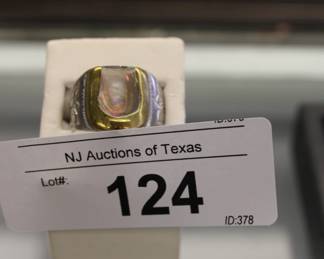 NJ Auctions of Texas
Lot#:
124
ID:378